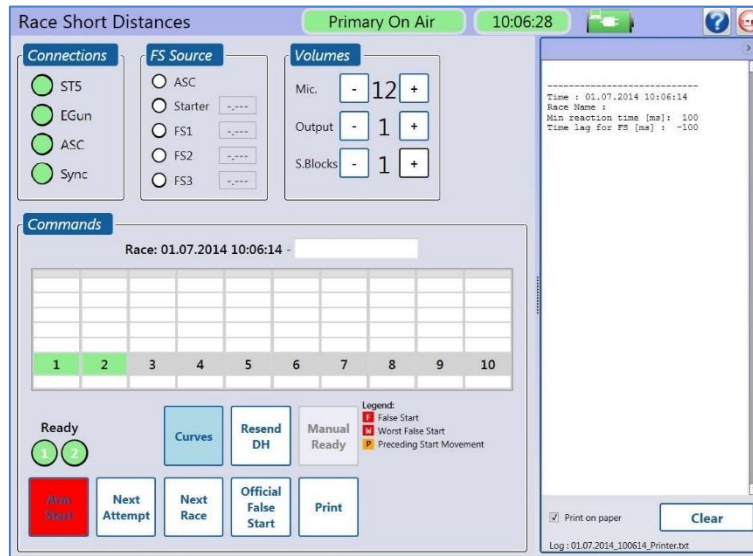 Race Short Distances
Primary On Air
10:06:28
?
Connections
ST5
EGun
ASC
Sync
FS Source
ASC
Starter -,---
FS1 -,---
FS2 -,---
FS3 -,---
Volumes
Mic. - 12 +
Output - 1 +
S.Blocks - 1 +
Commands
Race: 01.07.2014 10:06:14 -
1 2 3 4 5 6 7 8 9 10
Ready
1 2
Curves
Resend
DH
Manual
Ready
Legend:
F False Start
W Worst False Start
P Preceding Start Movement
Arm
Start
Next
Attempt
Next
Race
Official
False
Start
Print
----------------------------
Time : 01.07.2014 10:06:14
Race Name :
Min reaction time [ms]: 100
Time lag for FS [ms] : -100
Print on paper
Clear
Log : 01.07.2014_100614_Printer.txt